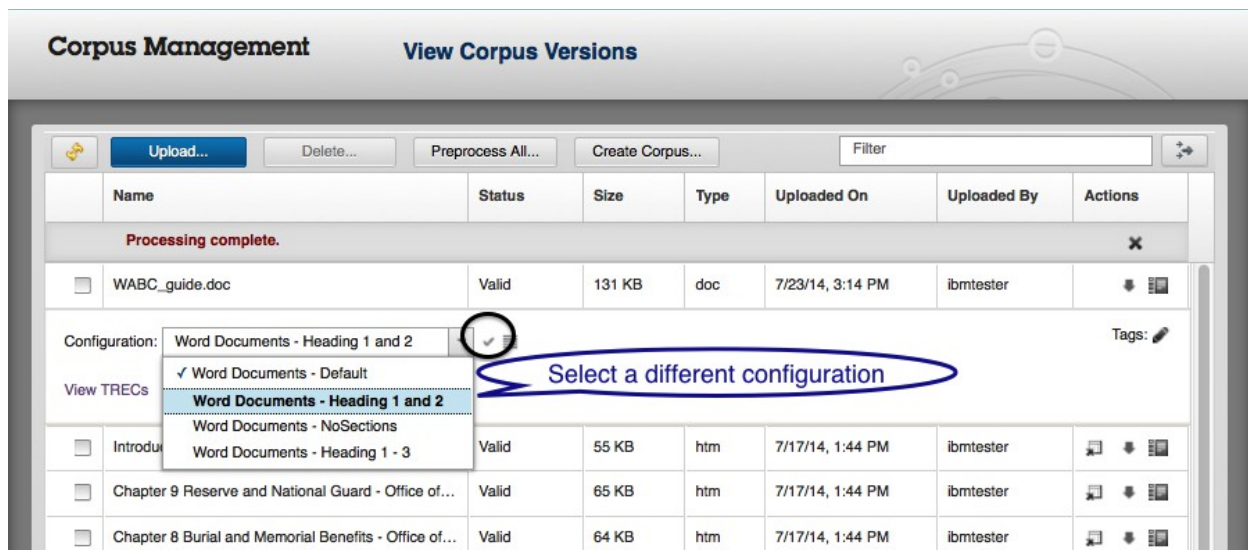 Corpus Management View Corpus Versions
Upload... Delete... Preprocess All... Create Corpus... Filter
Name Status Size Type Uploaded On Uploaded By Actions
Processing complete.
WABC_guide.doc Valid 131 KB doc 7/23/14, 3:14 PM ibmtester
Configuration: Word Documents - Heading 1 and 2 Tags:
✓ Word Documents - Default
Select a different configuration
View TRECs
Word Documents - Heading 1 and 2
Word Documents - NoSections
Word Documents - Heading 1 - 3
Introdu Valid 55 KB htm 7/17/14, 1:44 PM ibmtester
Chapter 9 Reserve and National Guard - Office of... Valid 65 KB htm 7/17/14, 1:44 PM ibmtester
Chapter 8 Burial and Memorial Benefits - Office of... Valid 64 KB htm 7/17/14, 1:44 PM ibmtester